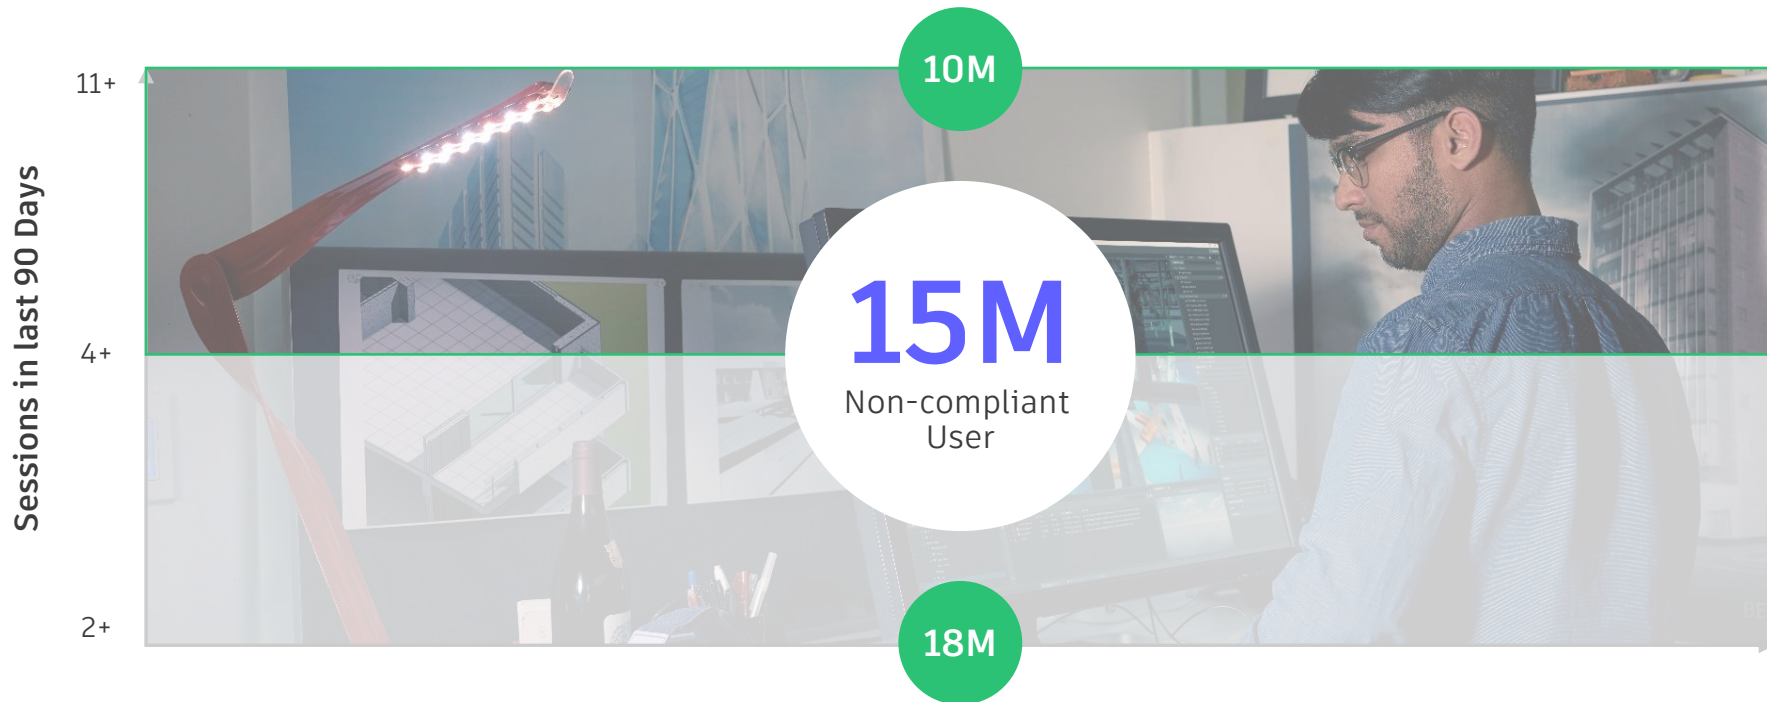 10M
11+
Sessions in last 90 Days
15M
4+
Non-compliant
User
2+
18M